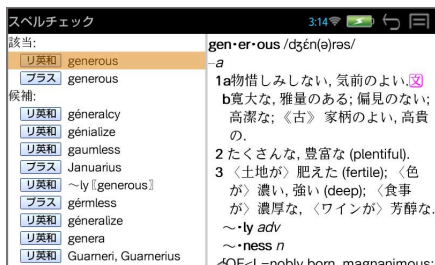 スペルチェック 3:14
該当:
リ英和 generous
プラス generous
候補:
リ英和 géneralcy
リ英和 génialize
リ英和 gaumless
プラス Januarius
リ英和 ～ly〖generous〗
プラス górmless
リ英和 géneralize
リ英和 genera
リ英和 Guarneri, Guarnerius
gen・er・ous /dʒén(ə)rəs/
–a
1a物惜しみしない, 気前のよい.文
b寛大な, 雅量のある; 偏見のない;
高潔な; 《古》 家柄のよい, 高貴
の.
2 たくさんな, 豊富な (plentiful).
3 〈土地が〉肥えた (fertile); 〈色
が〉濃い, 強い (deep); 〈食事
が〉濃厚な, 〈ワインが〉芳醇な.
～・ly adv
～・ness n
OF<L=nobly born, magnanimous;